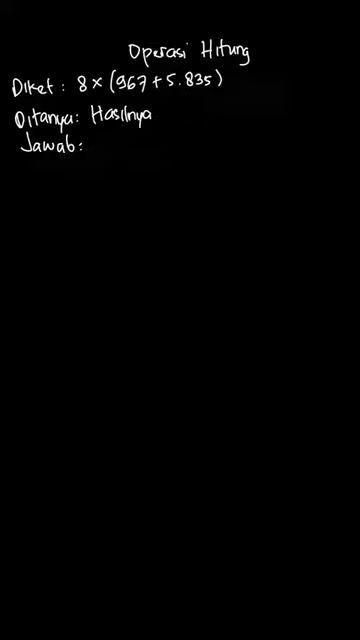 Operasi Hitung
Diket : 8 × (967 + 5.835)
Ditanya: Hasilnya
Jawab: